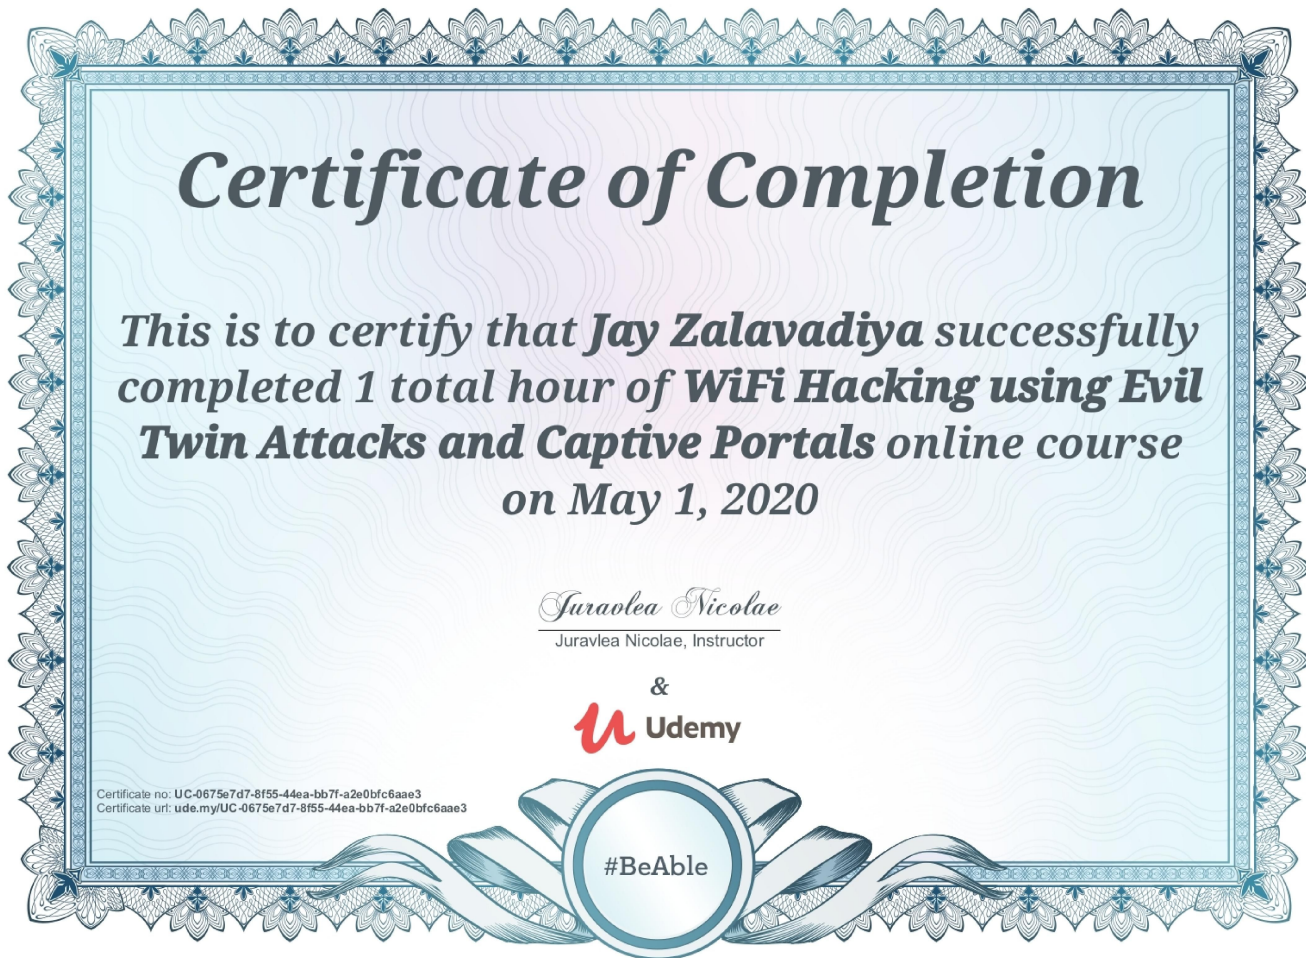 Certificate of Completion
This is to certify that Jay Zalavadiya successfully
completed 1 total hour of WiFi Hacking using Evil
Twin Attacks and Captive Portals online course
on May 1, 2020
Juravlea Nicolae
Juravlea Nicolae, Instructor
&
Udemy
Certificate no: UC-0675e7d7-8f55-44ea-bb7f-a2e0bfc6aae3
Certificate url: ude.my/UC-0675e7d7-8f55-44ea-bb7f-a2e0bfc6aae3
#BeAble